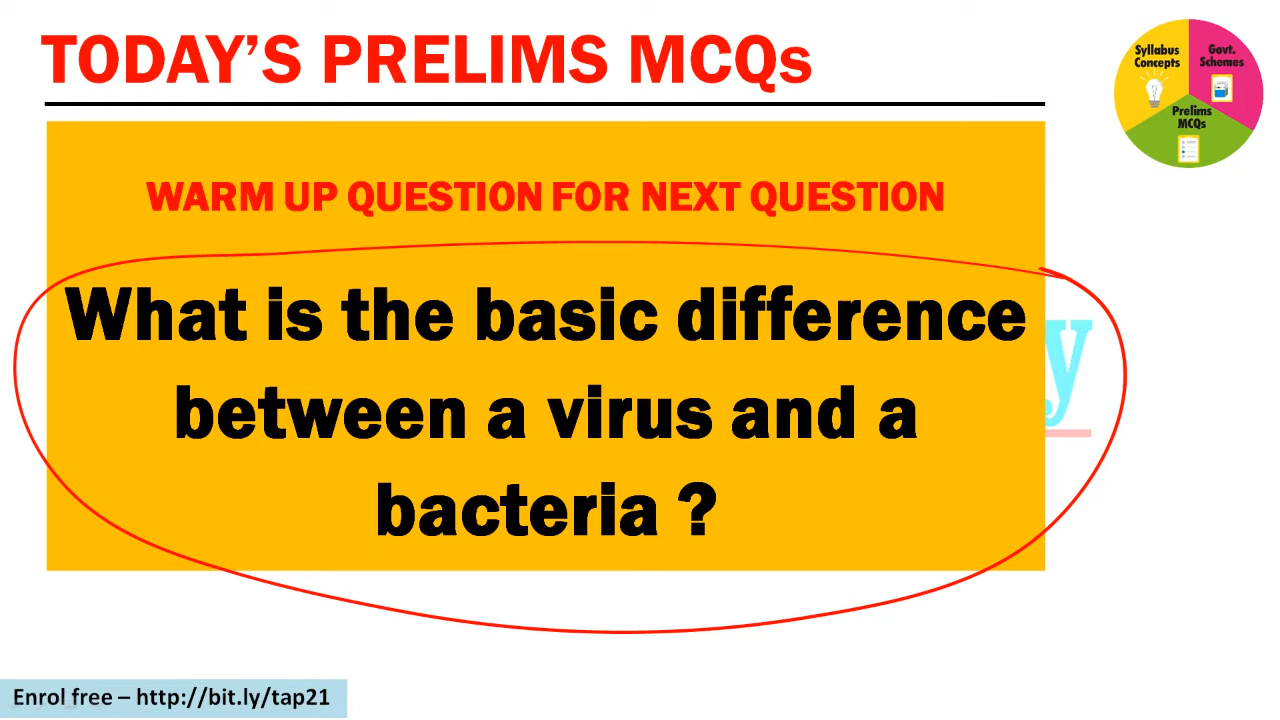 TODAY'S PRELIMS MCQs
Syllabus
Concepts
Govt.
Schemes
Prelims
MCQs
WARM UP QUESTION FOR NEXT QUESTION
What is the basic difference
between a virus and a
bacteria ?
y
Enrol free – http://bit.ly/tap21